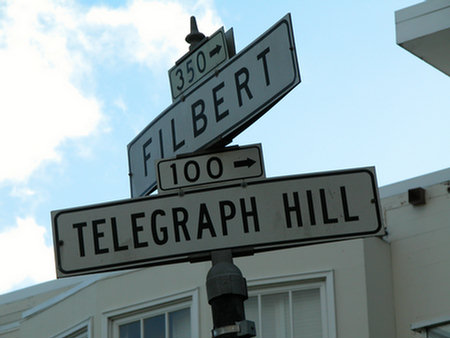 350 →
FILBERT
100 →
TELEGRAPH HILL